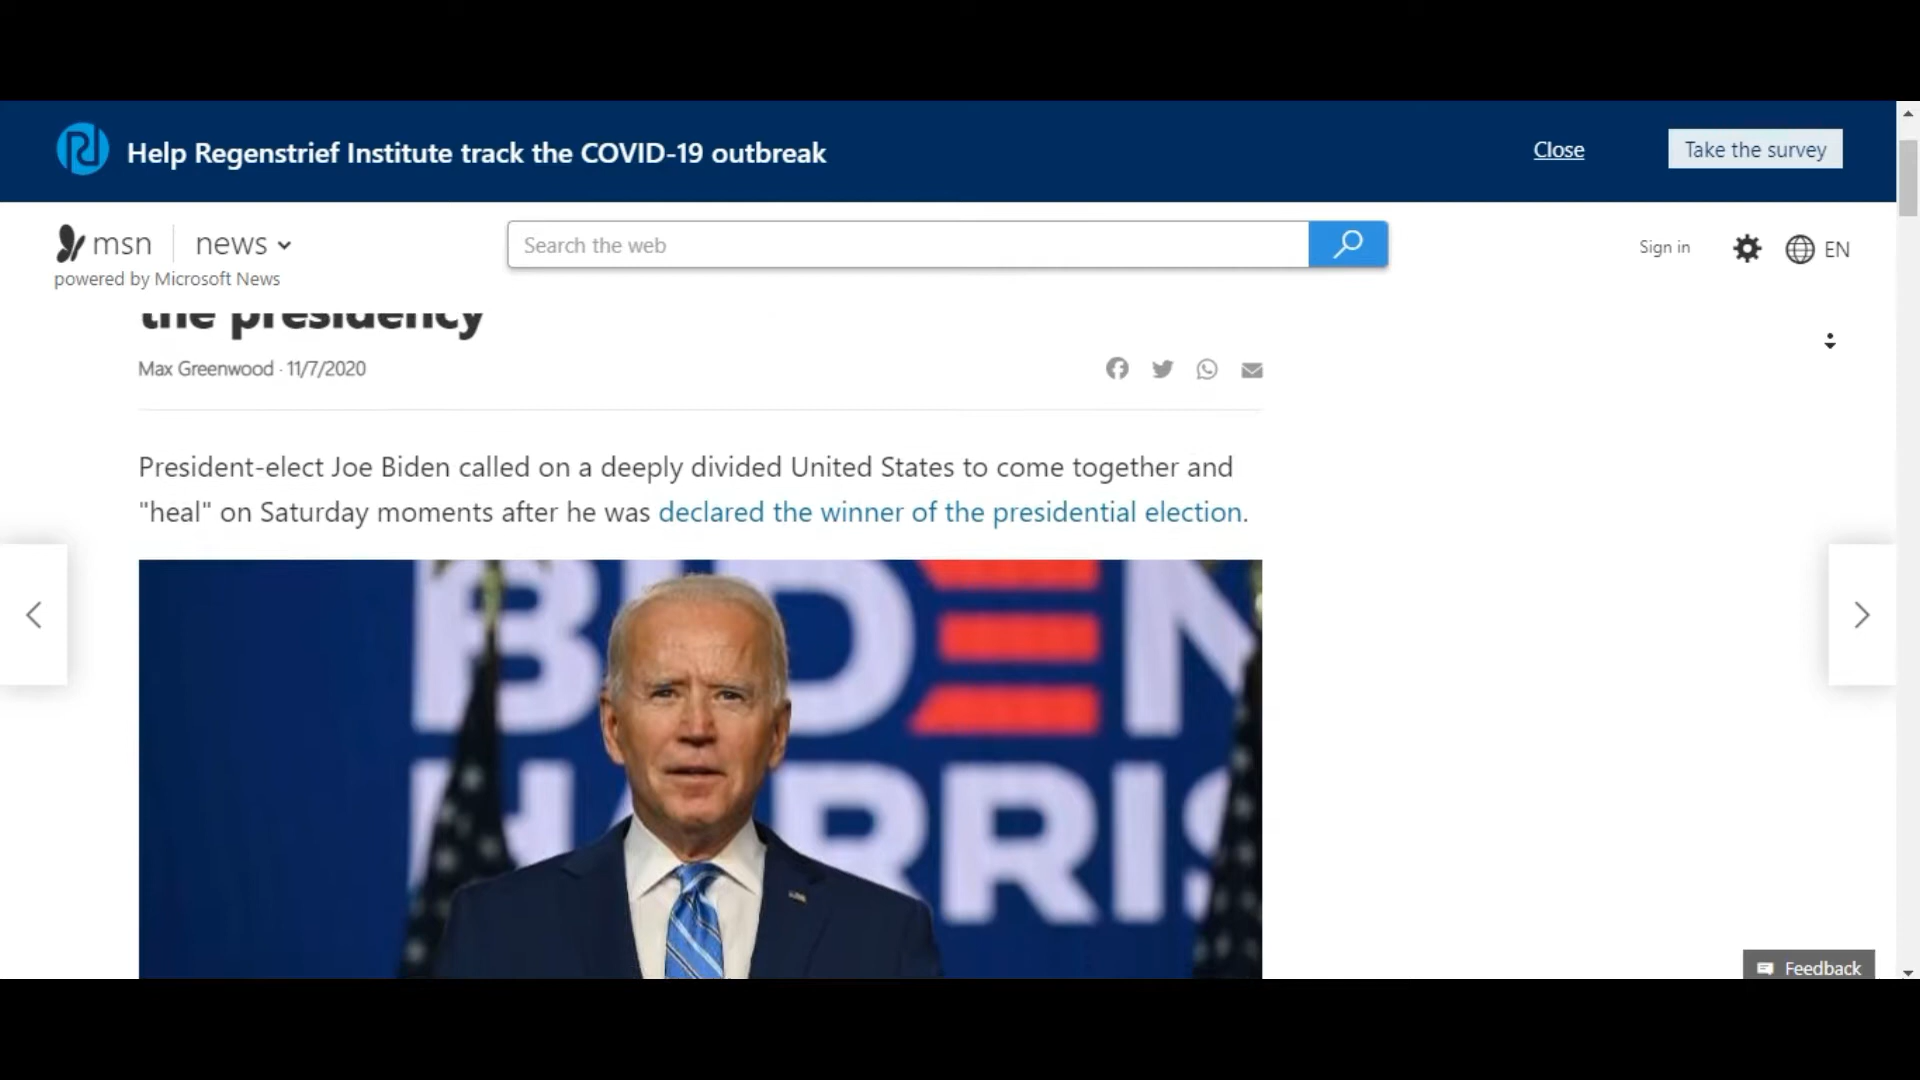 Help Regenstrief Institute track the COVID-19 outbreak
Close
Take the survey
msn
news
powered by Microsoft News
Search the web
Sign in
EN
the presidency
Max Greenwood · 11/7/2020
President-elect Joe Biden called on a deeply divided United States to come together and
"heal" on Saturday moments after he was declared the winner of the presidential election.
BIDEN
HARRIS
Feedback